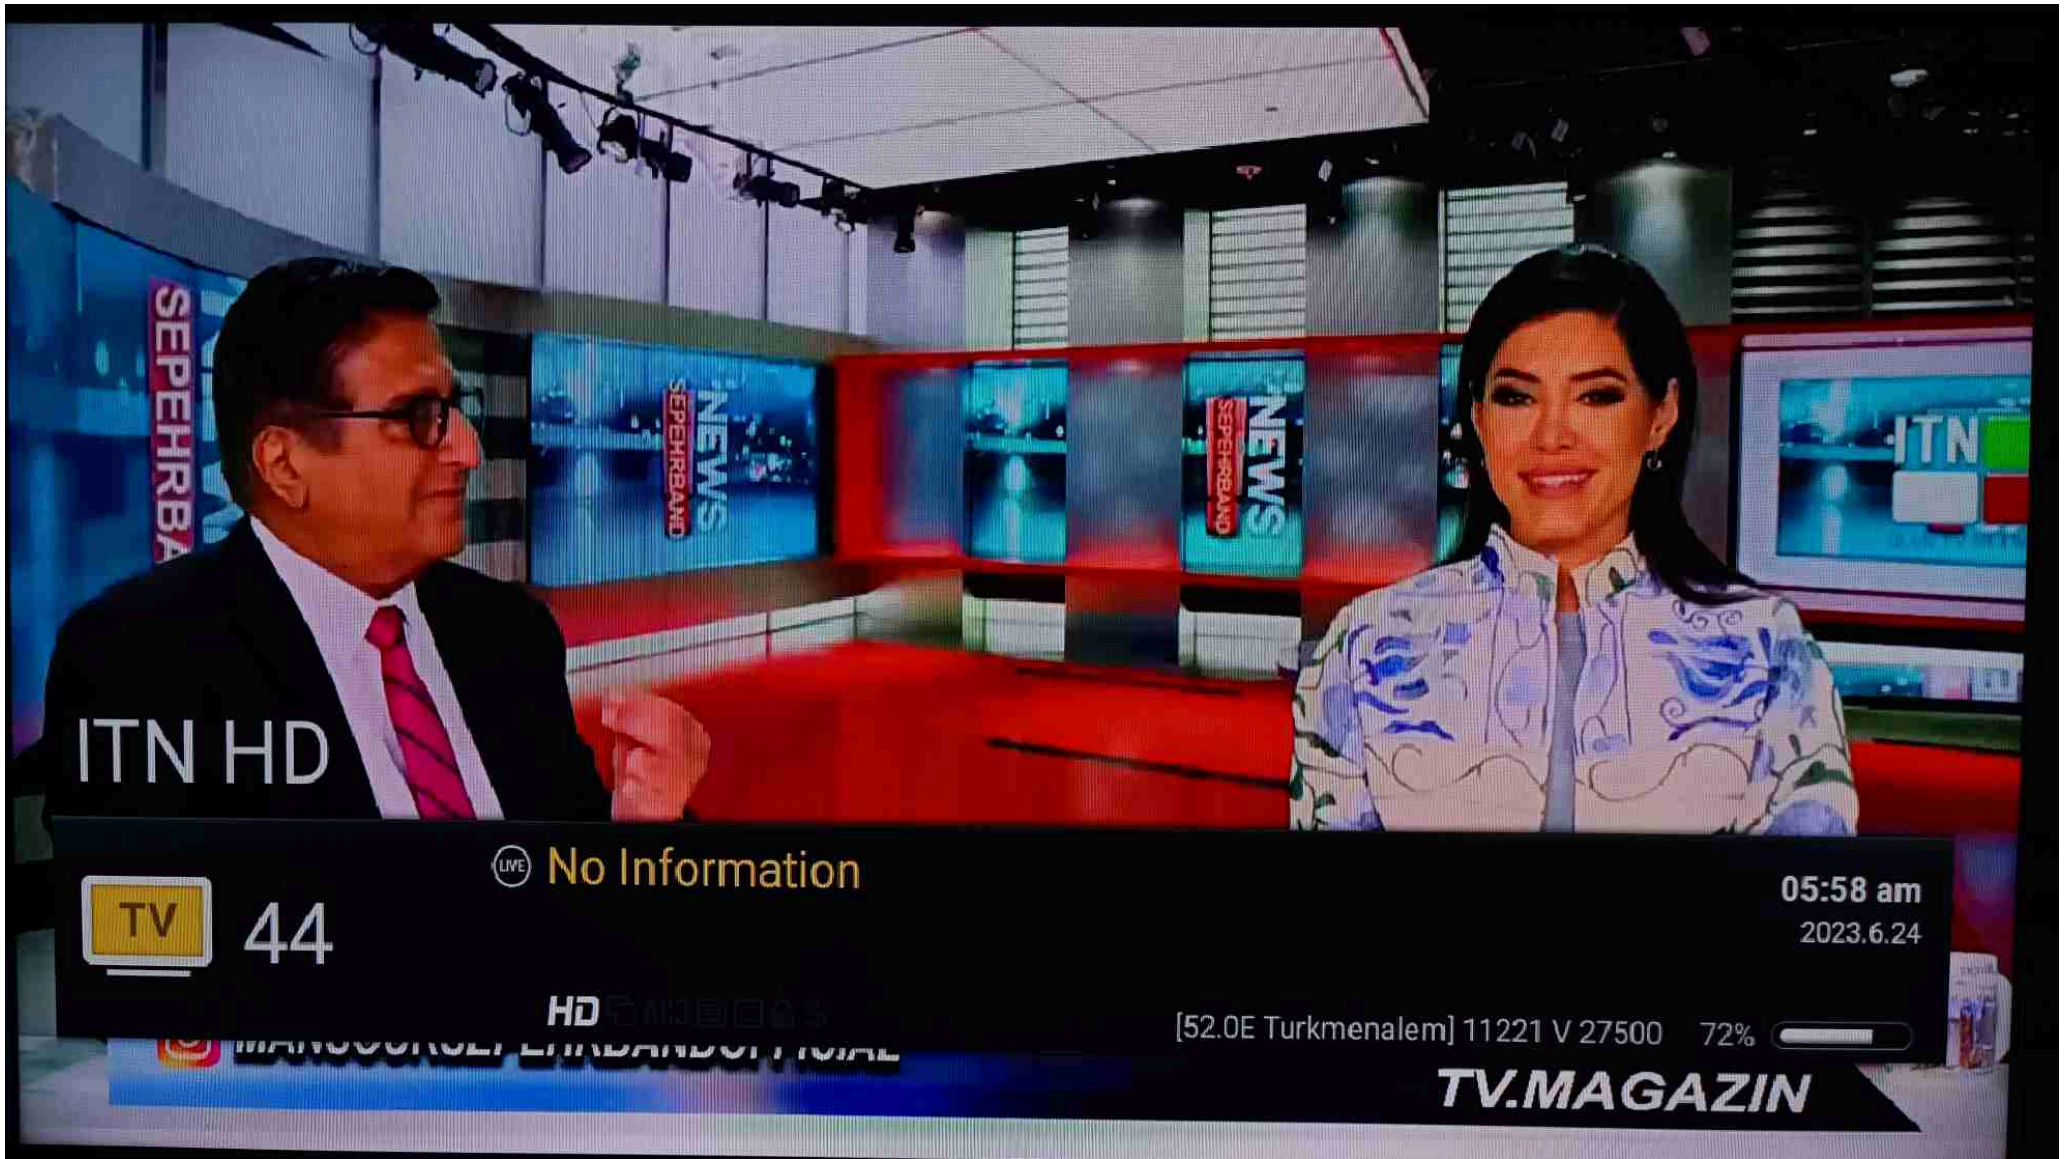 SEPEHRBA
NEWS
SEPEHRBAND
NEWS
SEPEHRBAND
ITN
ITN HD
LIVE No Information
TV 44
05:58 am
2023.6.24
HD
[52.0E Turkmenalem] 11221 V 27500 72%
TV.MAGAZIN